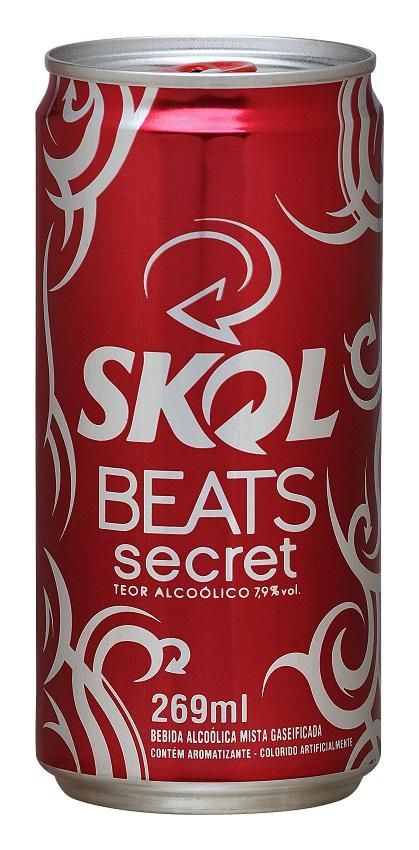 SKOL
BEATS
secret
TEOR ALCOÓLICO 7,9% vol.
269ml
BEBIDA ALCOÓLICA MISTA GASEIFICADA
CONTÉM AROMATIZANTE - COLORIDO ARTIFICIALMENTE